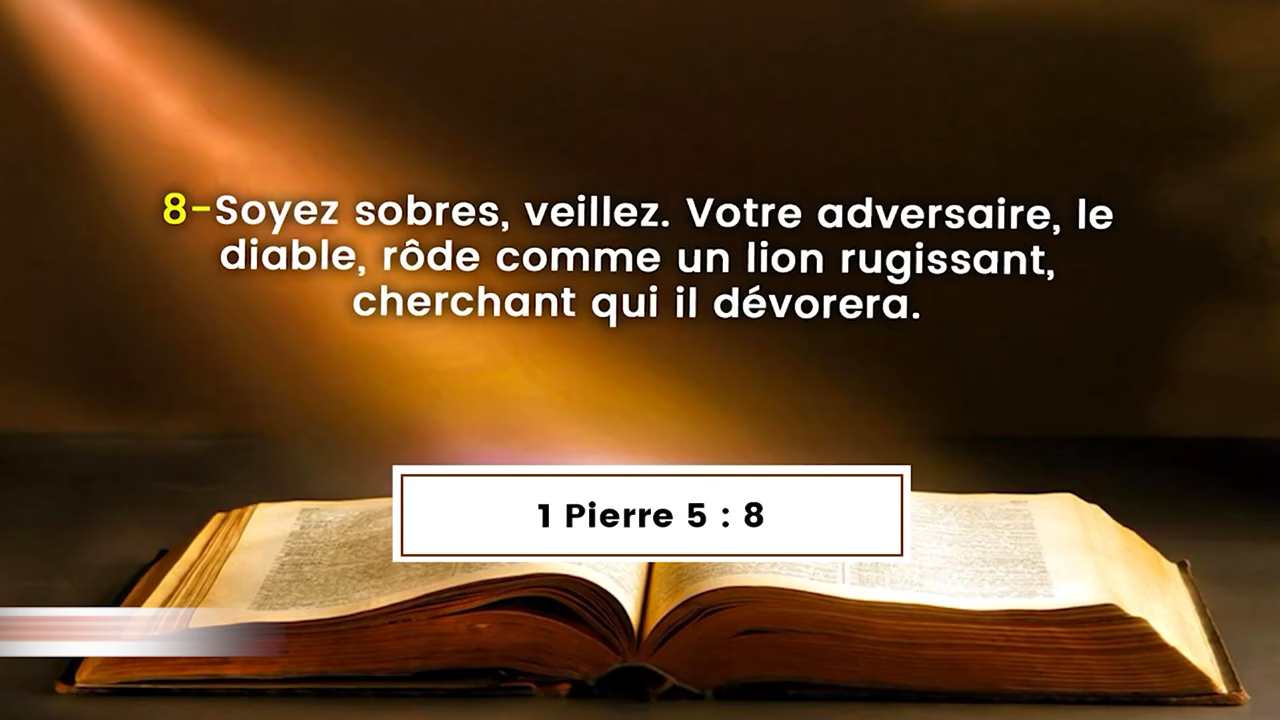 8-Soyez sobres, veillez. Votre adversaire, le
diable, rôde comme un lion rugissant,
cherchant qui il dévorera.
1 Pierre 5 : 8